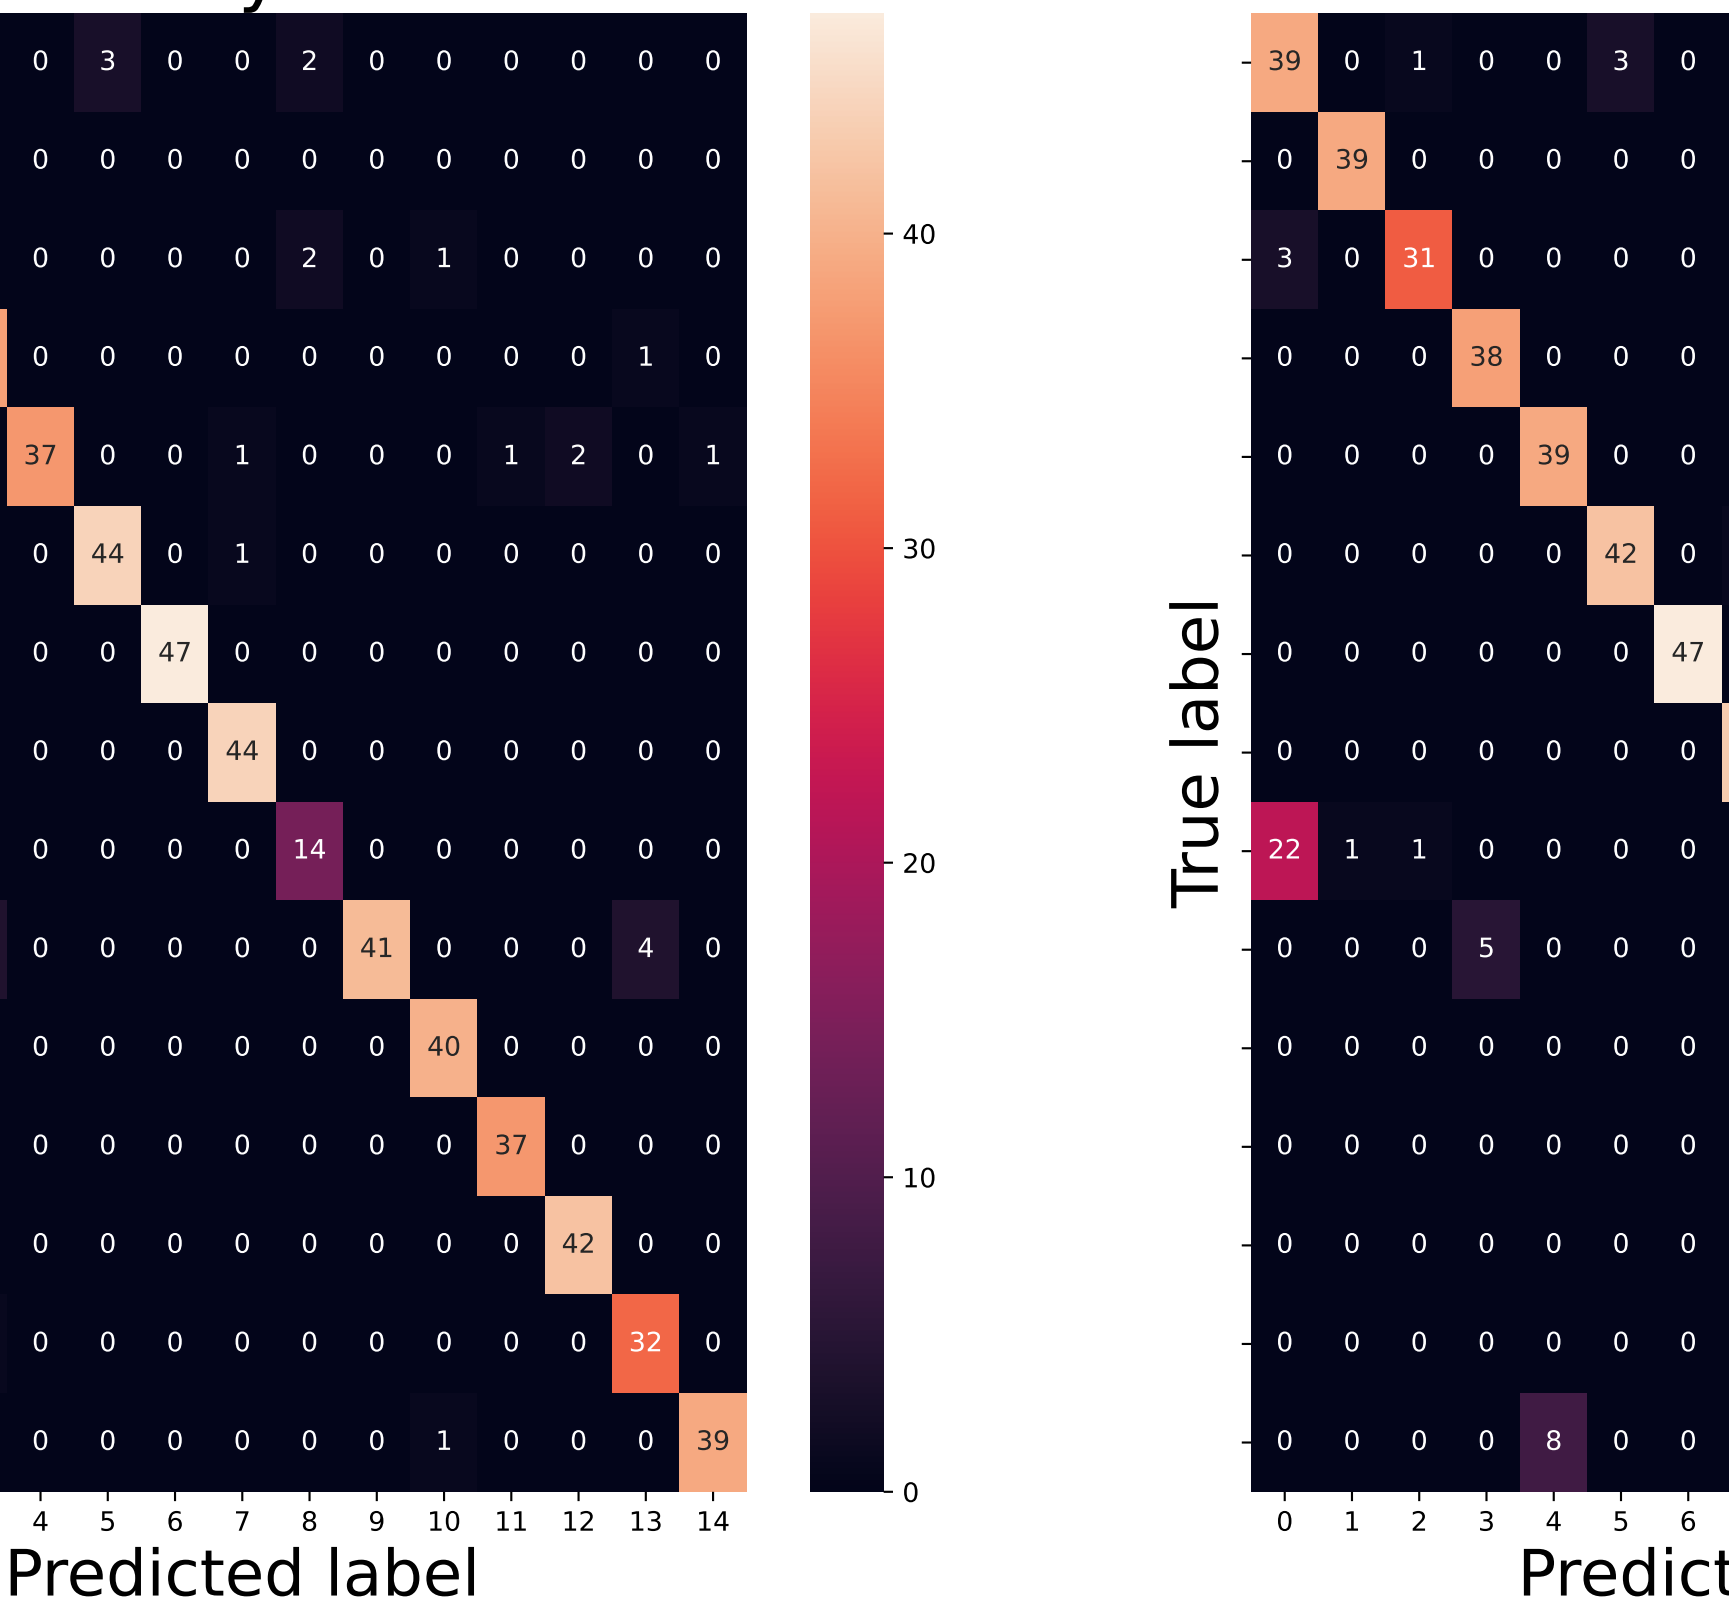 0 3 0 0 2 0 0 0 0 0 0
0 0 0 0 0 0 0 0 0 0 0
0 0 0 0 2 0 1 0 0 0 0
0 0 0 0 0 0 0 0 0 1 0
37 0 0 1 0 0 0 1 2 0 1
0 44 0 1 0 0 0 0 0 0 0
0 0 47 0 0 0 0 0 0 0 0
0 0 0 44 0 0 0 0 0 0 0
0 0 0 0 14 0 0 0 0 0 0
0 0 0 0 0 41 0 0 0 4 0
0 0 0 0 0 0 40 0 0 0 0
0 0 0 0 0 0 0 37 0 0 0
0 0 0 0 0 0 0 0 42 0 0
0 0 0 0 0 0 0 0 0 32 0
0 0 0 0 0 0 1 0 0 0 39
4 5 6 7 8 9 10 11 12 13 14
Predicted label
40
30
20
10
0
True label
39 0 1 0 0 3 0
0 39 0 0 0 0 0
3 0 31 0 0 0 0
0 0 0 38 0 0 0
0 0 0 0 39 0 0
0 0 0 0 0 42 0
0 0 0 0 0 0 47
0 0 0 0 0 0 0
22 1 1 0 0 0 0
0 0 0 5 0 0 0
0 0 0 0 0 0 0
0 0 0 0 0 0 0
0 0 0 0 0 0 0
0 0 0 0 0 0 0
0 0 0 0 8 0 0
0 1 2 3 4 5 6
Predict